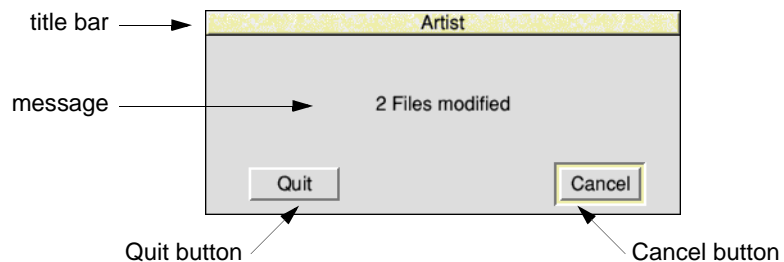 title bar
Artist
message
2 Files modified
Quit
Cancel
Quit button
Cancel button